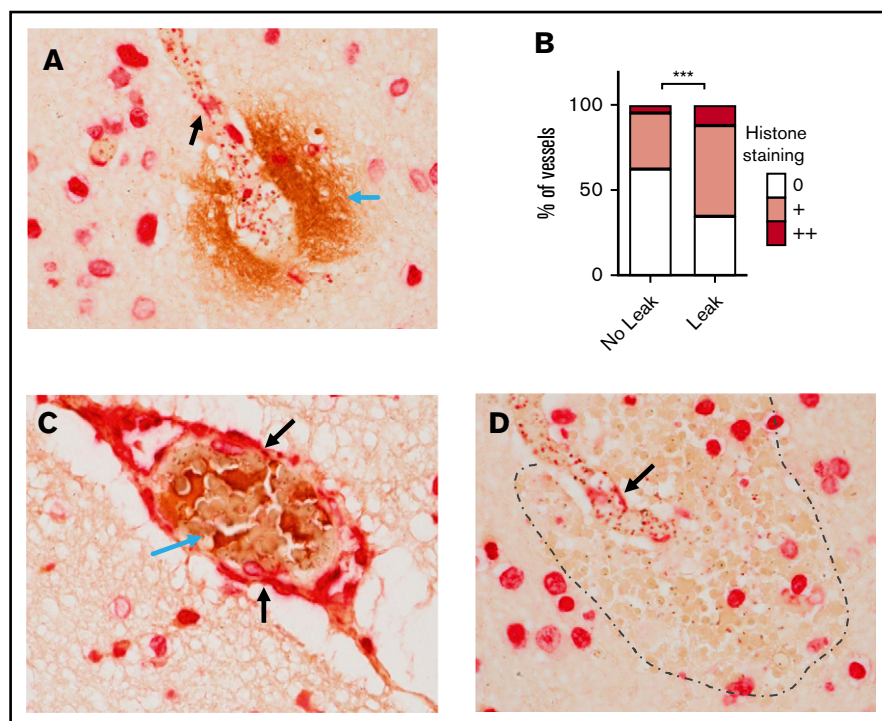 A
B
***
100
50
0
% of vessels
No Leak
Leak
Histone
staining
0
+
++
C
D